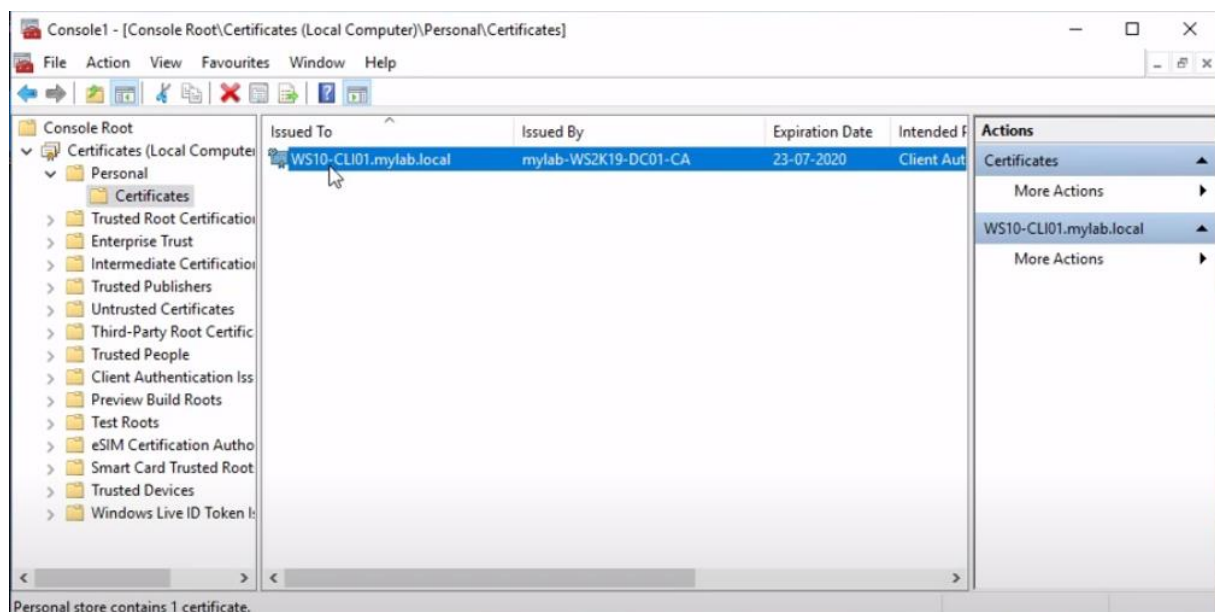 Console1 - [Console Root\Certificates (Local Computer)\Personal\Certificates]
File Action View Favourites Window Help
Console Root
Certificates (Local Computer
Personal
Certificates
Trusted Root Certification
Enterprise Trust
Intermediate Certification
Trusted Publishers
Untrusted Certificates
Third-Party Root Certific
Trusted People
Client Authentication Iss
Preview Build Roots
Test Roots
eSIM Certification Autho
Smart Card Trusted Root
Trusted Devices
Windows Live ID Token Is
Issued To Issued By Expiration Date Intended P
WS10-CLI01.mylab.local mylab-WS2K19-DC01-CA 23-07-2020 Client Aut
Actions
Certificates
More Actions
WS10-CLI01.mylab.local
More Actions
Personal store contains 1 certificate.